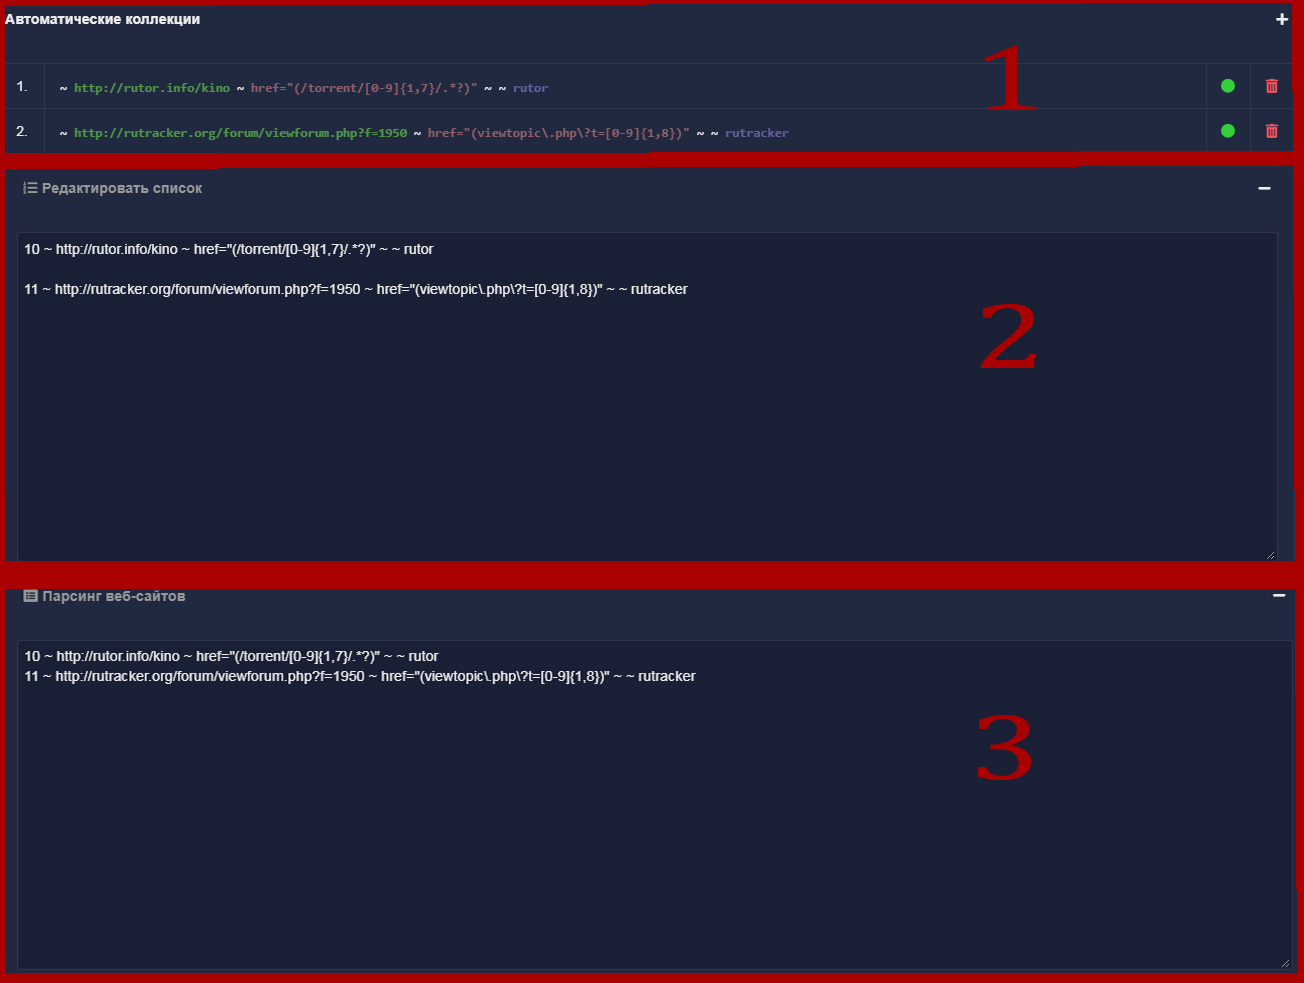 Автоматические коллекции
1. ~ http://rutor.info/kino ~ href="(/torrent/[0-9]{1,7}/.*?)" ~ ~ rutor
2. ~ http://rutracker.org/forum/viewforum.php?f=1950 ~ href="(viewtopic\.php\?t=[0-9]{1,8})" ~ ~ rutracker
1
Редактировать список
10 ~ http://rutor.info/kino ~ href="(/torrent/[0-9]{1,7}/.*?)" ~ ~ rutor
11 ~ http://rutracker.org/forum/viewforum.php?f=1950 ~ href="(viewtopic\.php\?t=[0-9]{1,8})" ~ ~ rutracker
2
Парсинг веб-сайтов
10 ~ http://rutor.info/kino ~ href="(/torrent/[0-9]{1,7}/.*?)" ~ ~ rutor
11 ~ http://rutracker.org/forum/viewforum.php?f=1950 ~ href="(viewtopic\.php\?t=[0-9]{1,8})" ~ ~ rutracker
3